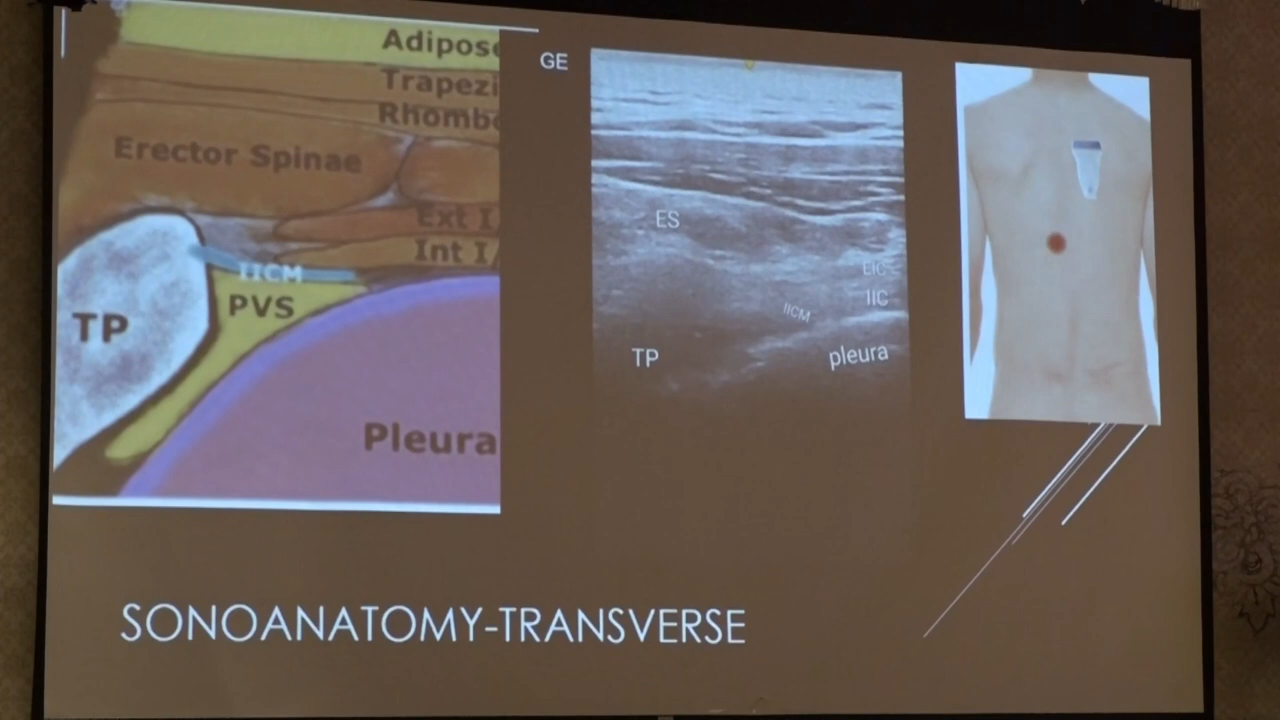 Adipose
Trapezi
Rhombo
Erector Spinae
Ext I
Int I/
IICM
PVS
TP
Pleura
GE
ES
EIC
IIC
IICM
TP
pleura
SONOANATOMY-TRANSVERSE